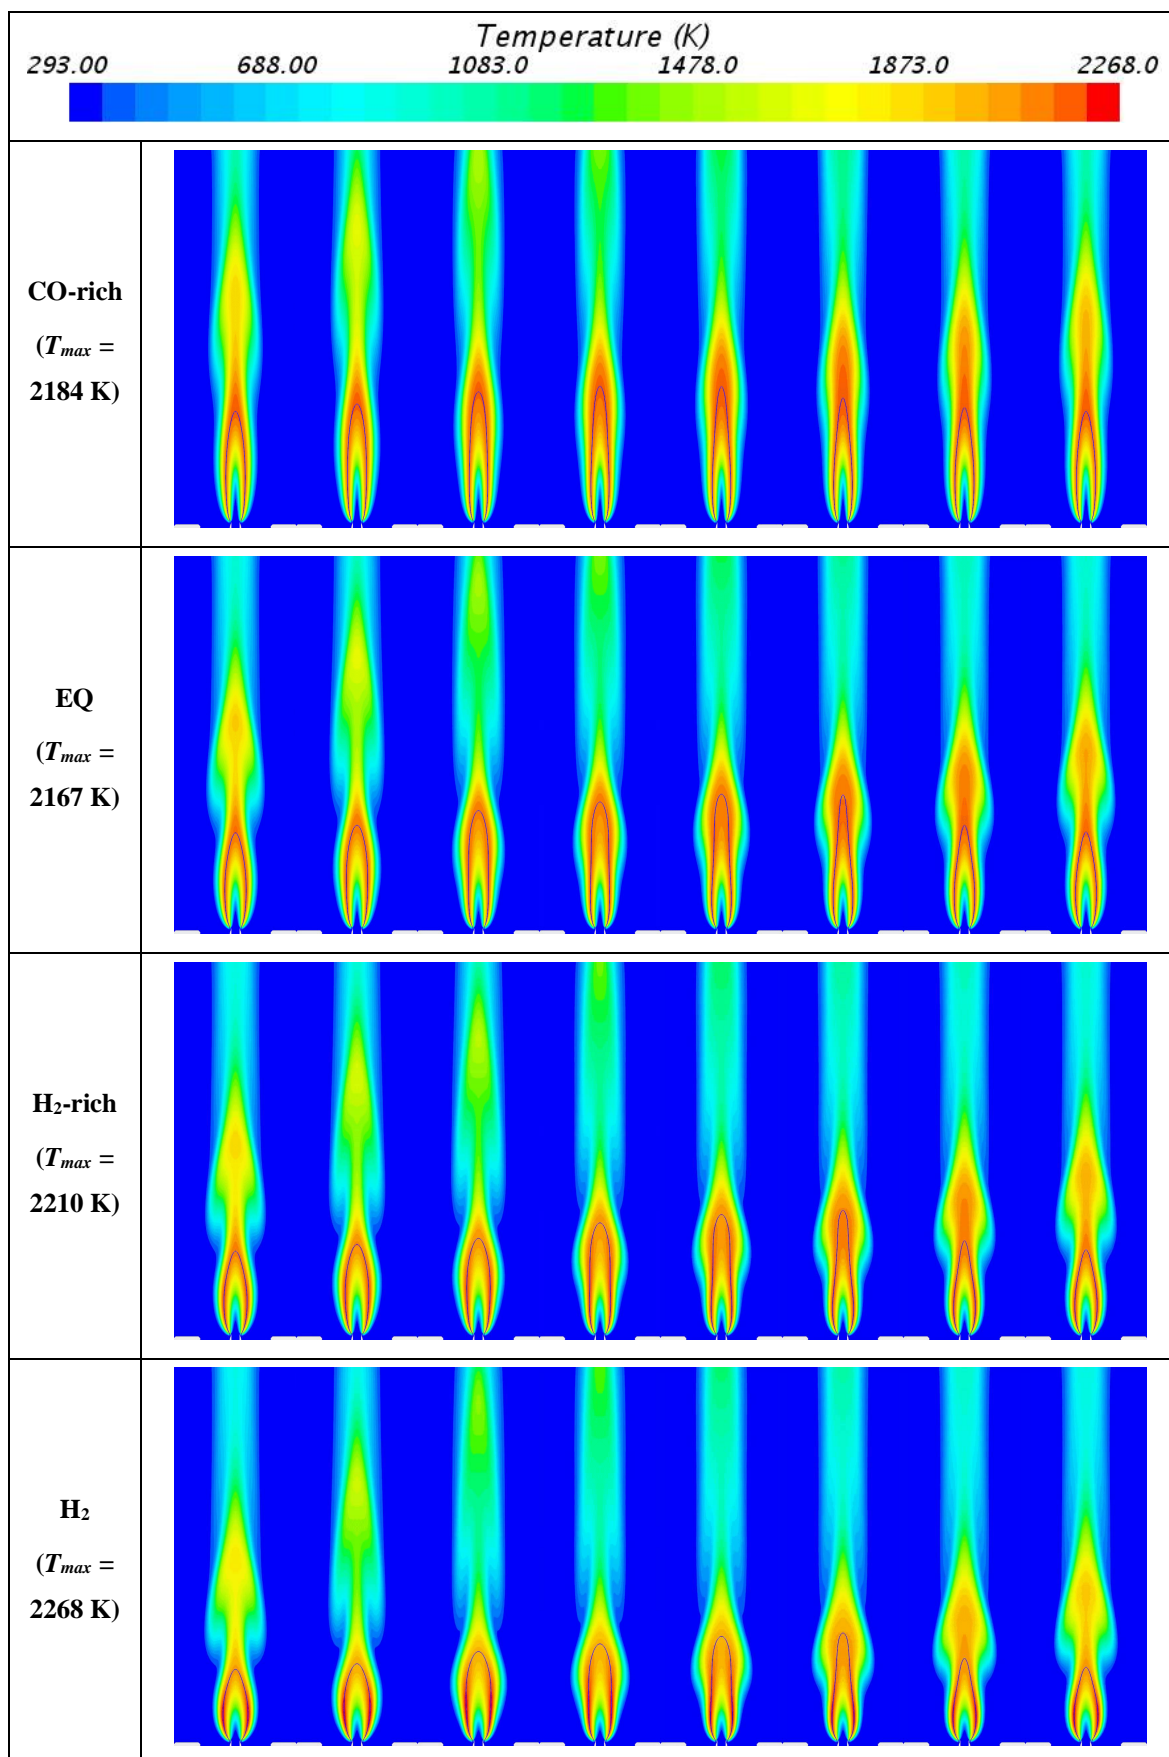 Temperature (K)
293.00 688.00 1083.0 1478.0 1873.0 2268.0
CO-rich
(Tmax =
2184 K)
EQ
(Tmax =
2167 K)
H2-rich
(Tmax =
2210 K)
H2
(Tmax =
2268 K)